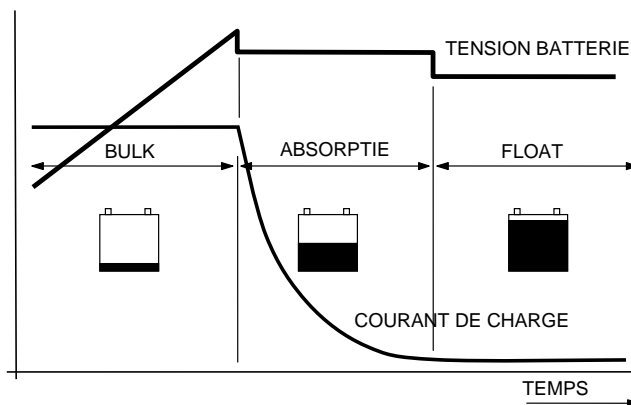 TENSION BATTERIE
BULK
ABSORPTIE
FLOAT
COURANT DE CHARGE
TEMPS